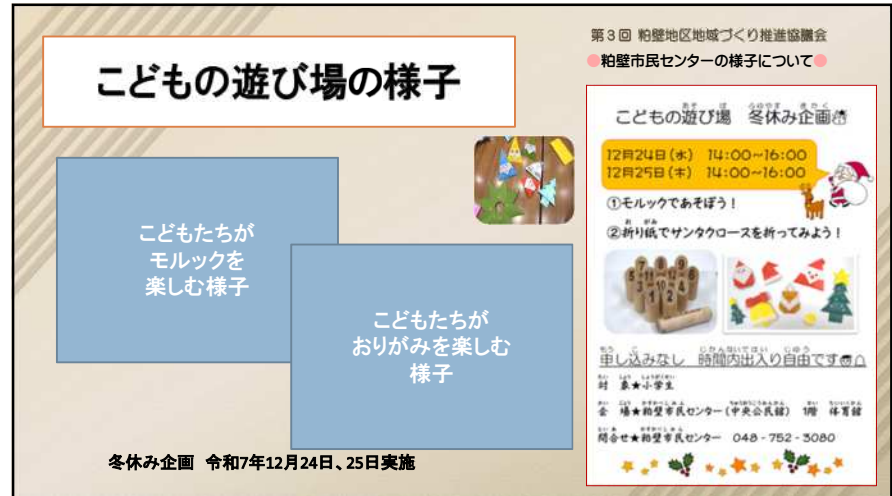 第3回 粕壁地区地域づくり推進協議会
●粕壁市民センターの様子について●
こどもの遊び場の様子
こどもたちが
モルックを
楽しむ様子
こどもたちが
おりがみを楽しむ
様子
冬休み企画 令和7年12月24日、25日実施
こどもの遊び場 冬休み企画
12月24日(水) 14:00~16:00
12月25日(木) 14:00~16:00
①モルックであそぼう!
②折り紙でサンタクロースを折ってみよう!
申し込みなし 時間内出入り自由です
対 象★小学生
会 場★粕壁市民センター(中央公民館) 1階 体育館
問合せ★粕壁市民センター 048-752-3080